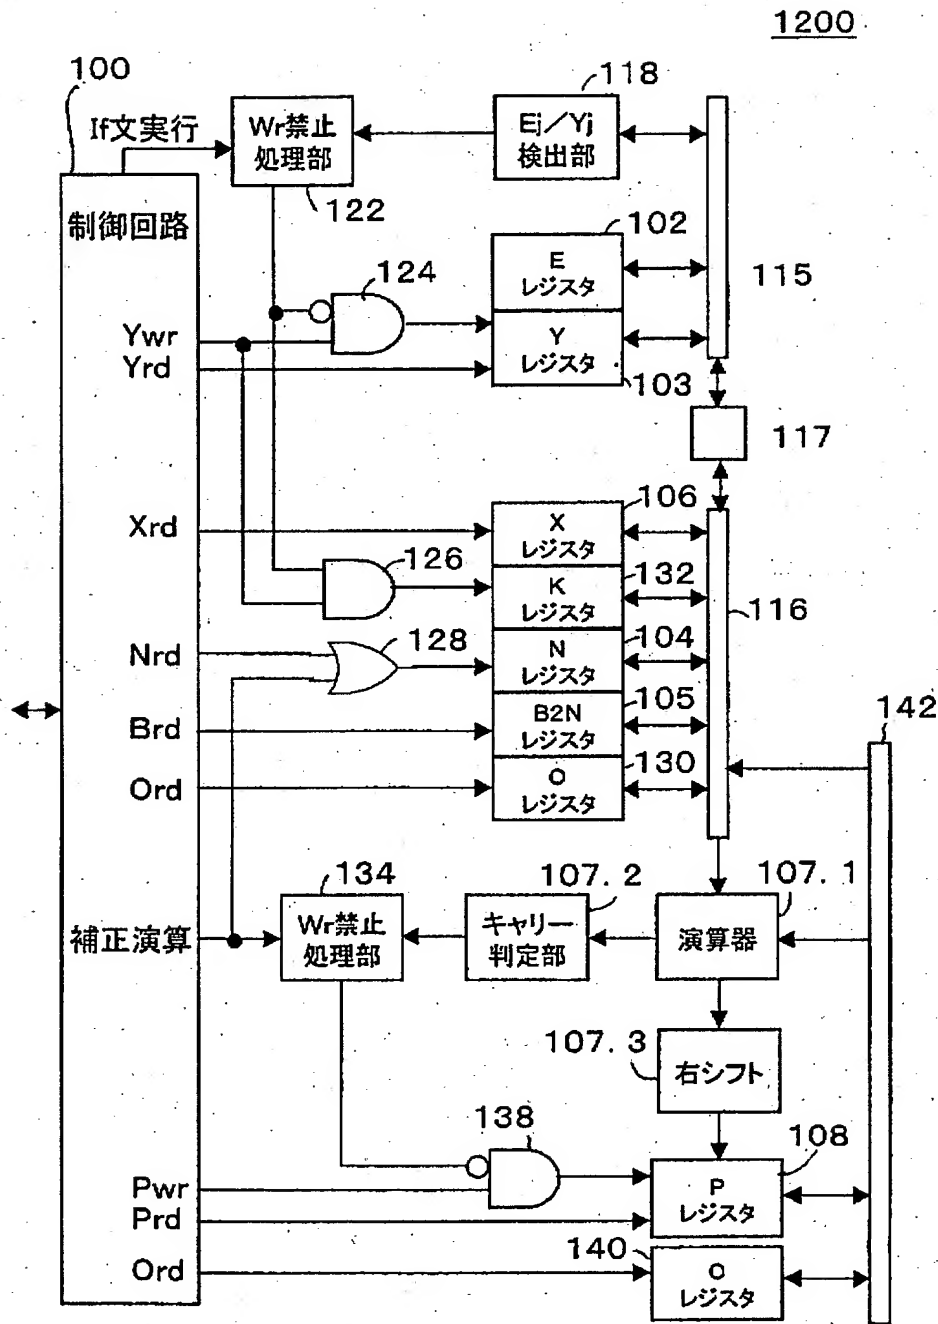 1200
100
118
If文実行
Wr禁止
処理部
Ej／Yj
検出部
122
制御回路
102
E
レジスタ
124
115
Ywr
Y
レジスタ
Yrd
103
117
106
Xrd
X
レジスタ
126
132
K
レジスタ
116
128
104
Nrd
N
レジスタ
105
142
Brd
B2N
レジスタ
130
Ord
O
レジスタ
134
107. 2
107. 1
補正演算
Wr禁止
処理部
キャリー
判定部
演算器
107. 3
右シフト
138
108
Pwr
P
レジスタ
Prd
140
Ord
O
レジスタ